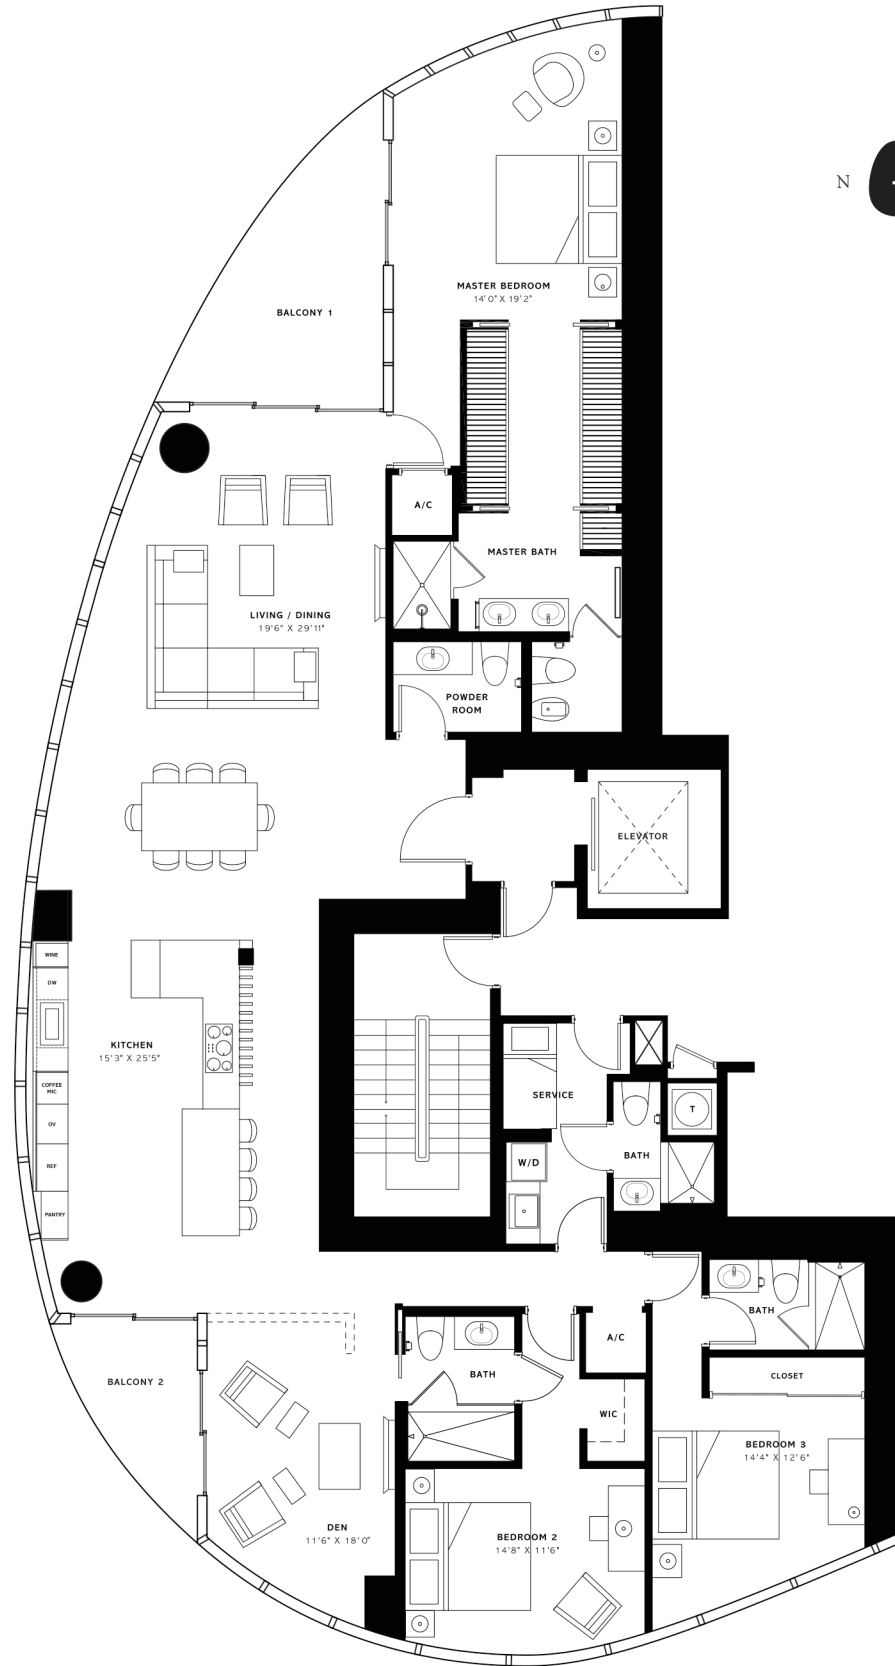 N
MASTER BEDROOM
14'0" X 19'2"
BALCONY 1
A/C
MASTER BATH
LIVING / DINING
19'6" X 29'11"
POWDER
ROOM
ELEVATOR
WINE
DW
KITCHEN
15'3" X 25'5"
COFFEE
MIC
OV
REF
PANTRY
SERVICE
T
BATH
W/D
BATH
A/C
BALCONY 2
BATH
CLOSET
WIC
BEDROOM 3
14'4" X 12'6"
DEN
11'6" X 18'0"
BEDROOM 2
14'8" X 11'6"